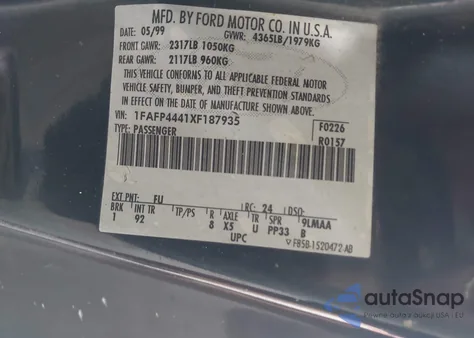 MFD. BY FORD MOTOR CO. IN U.S.A.
DATE: 05/99 GVWR: 4365LB/1979KG
FRONT GAWR: 2317LB 1050KG
REAR GAWR: 2117LB 960KG
THIS VEHICLE CONFORMS TO ALL APPLICABLE FEDERAL MOTOR
VEHICLE SAFETY, BUMPER, AND THEFT PREVENTION STANDARDS
IN EFFECT ON THE DATE OF MANUFACTURE SHOWN ABOVE.
VIN: 1FAFP4441XF187935 F0226
TYPE: PASSENGER R0157
EXT PNT: FU RC: 24 DSO:
BRK INT TR TP/PS R AXLE TR SPR 9LMAA
1 92 8 X5 U PP33 B
UPC F85B-1520472-AB
autoSnap